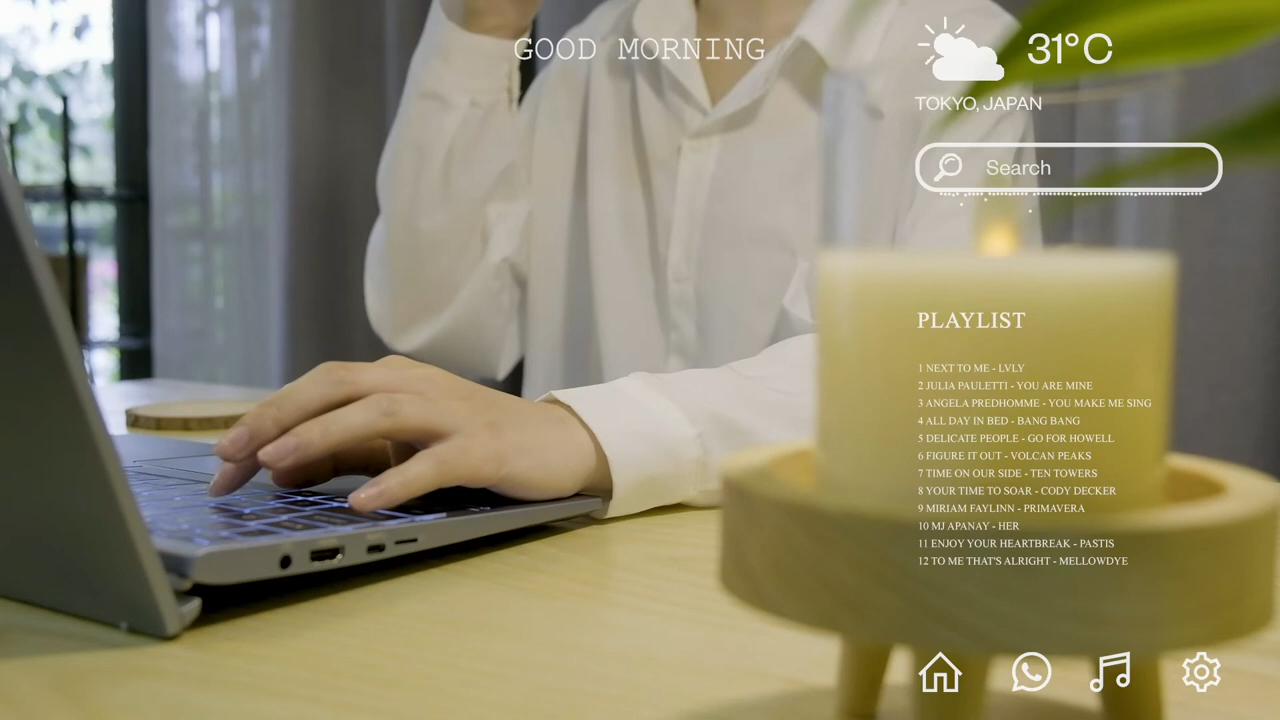 GOOD MORNING
31°C
TOKYO, JAPAN
Search
PLAYLIST
1 NEXT TO ME - LVLY
2 JULIA PAULETTI - YOU ARE MINE
3 ANGELA PREDHOMME - YOU MAKE ME SING
4 ALL DAY IN BED - BANG BANG
5 DELICATE PEOPLE - GO FOR HOWELL
6 FIGURE IT OUT - VOLCAN PEAKS
7 TIME ON OUR SIDE - TEN TOWERS
8 YOUR TIME TO SOAR - CODY DECKER
9 MIRIAM FAYLINN - PRIMAVERA
10 MJ APANAY - HER
11 ENJOY YOUR HEARTBREAK - PASTIS
12 TO ME THAT'S ALRIGHT - MELLOWDYE